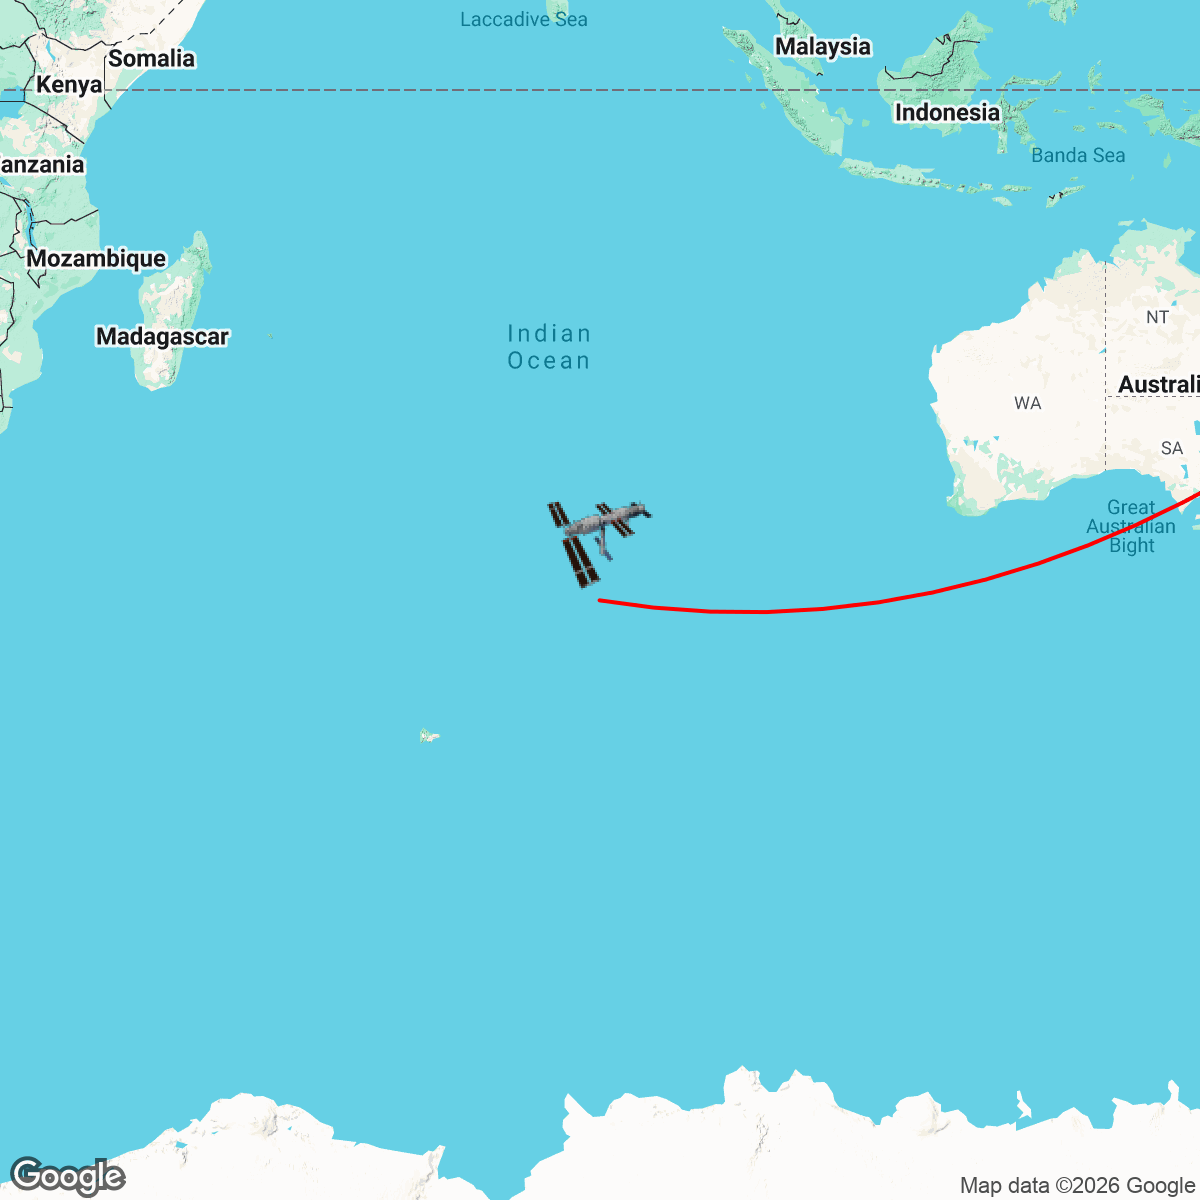 Laccadive Sea
Malaysia
Somalia
Kenya
Indonesia
Banda Sea
anzania
Mozambique
Madagascar
Indian
Ocean
NT
Australi
WA
SA
Great
Australian
Bight
Google
Map data ©2026 Google